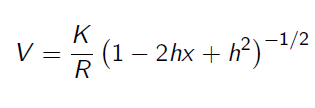 V = K/R (1 − 2hx + h²)^{−1/2}